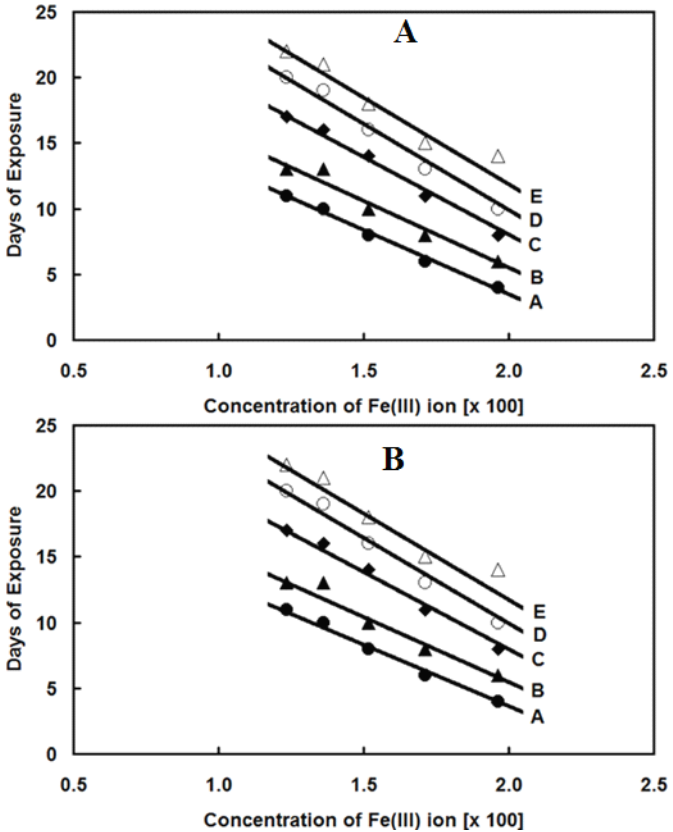 25
A
20
15
10
5
0
Days of Exposure
E
D
C
B
A
0.5 1.0 1.5 2.0 2.5
Concentration of Fe(III) ion [x 100]
25
B
20
15
10
5
0
Days of Exposure
E
D
C
B
A
0.5 1.0 1.5 2.0 2.5
Concentration of Fe(III) ion [x 100]